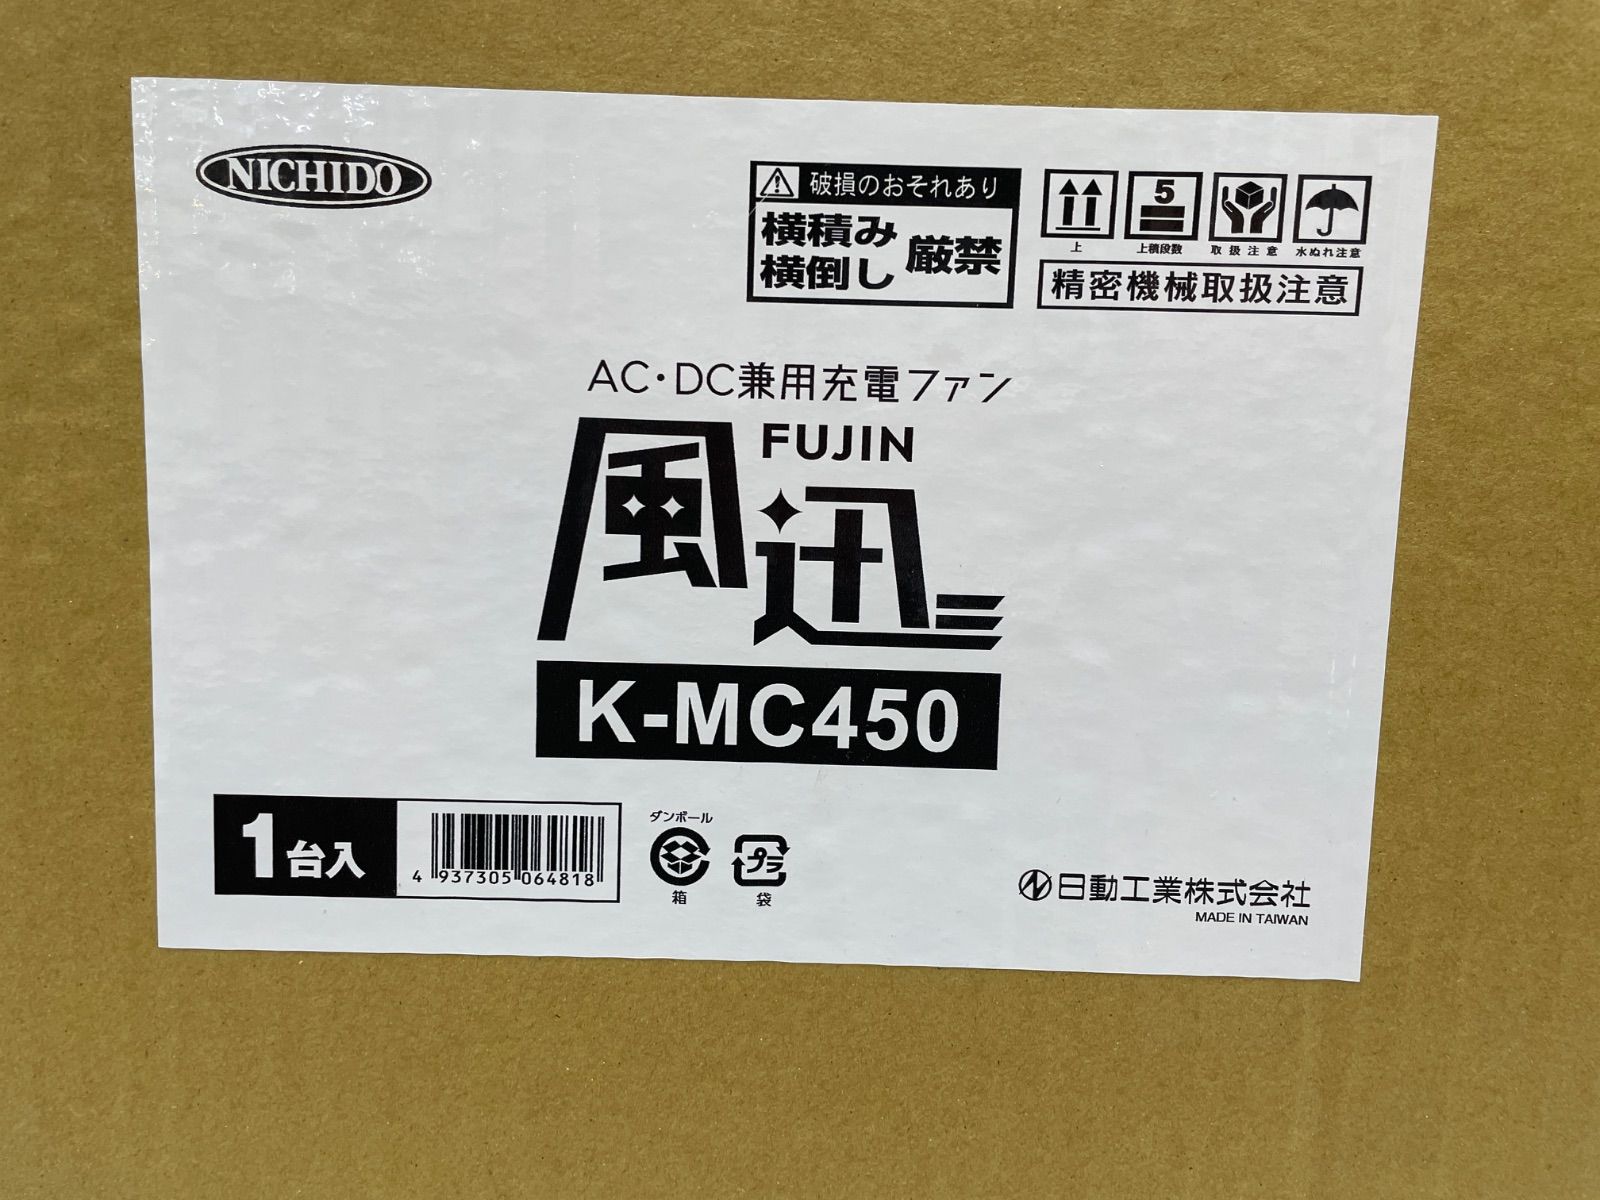 NICHIDO
破損のおそれあり
横積み
横倒し
厳禁
5
上
上積段数
取扱注意
水ぬれ注意
精密機械取扱注意
AC・DC兼用充電ファン
FUJIN
風迅
K-MC450
1台入
4 937305 064818
ダンボール
箱
プラ
袋
日動工業株式会社
MADE IN TAIWAN